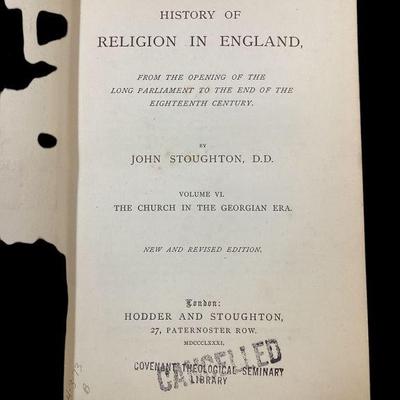 HISTORY OF
RELIGION IN ENGLAND,
FROM THE OPENING OF THE
LONG PARLIAMENT TO THE END OF THE
EIGHTEENTH CENTURY.
BY
JOHN STOUGHTON, D.D.
VOLUME VI.
THE CHURCH IN THE GEORGIAN ERA.
NEW AND REVISED EDITION.
London:
HODDER AND STOUGHTON,
27, PATERNOSTER ROW.
MDCCCLXXXI.
CANCELLED
COVENANT THEOLOGICAL SEMINARY
LIBRARY